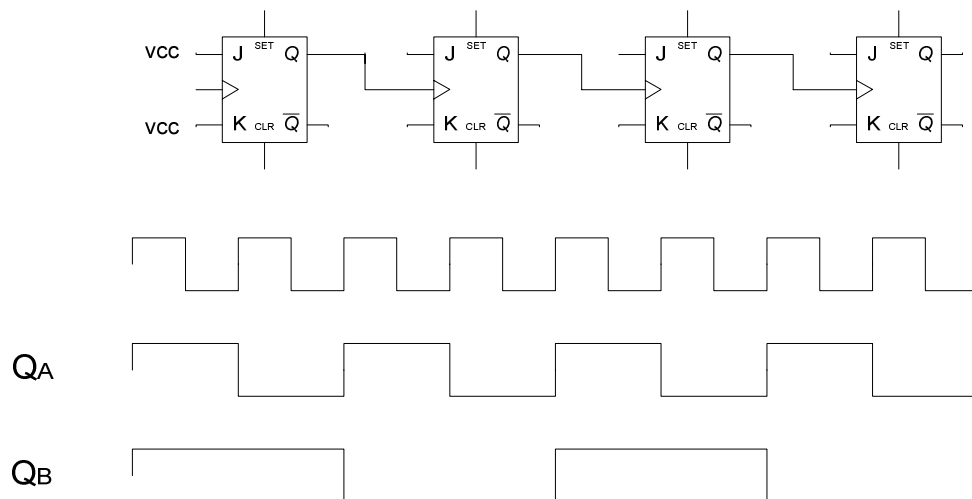 VCC J SET Q J SET Q J SET Q J SET Q
VCC K CLR Q̅ K CLR Q̅ K CLR Q̅ K CLR Q̅
QA
QB